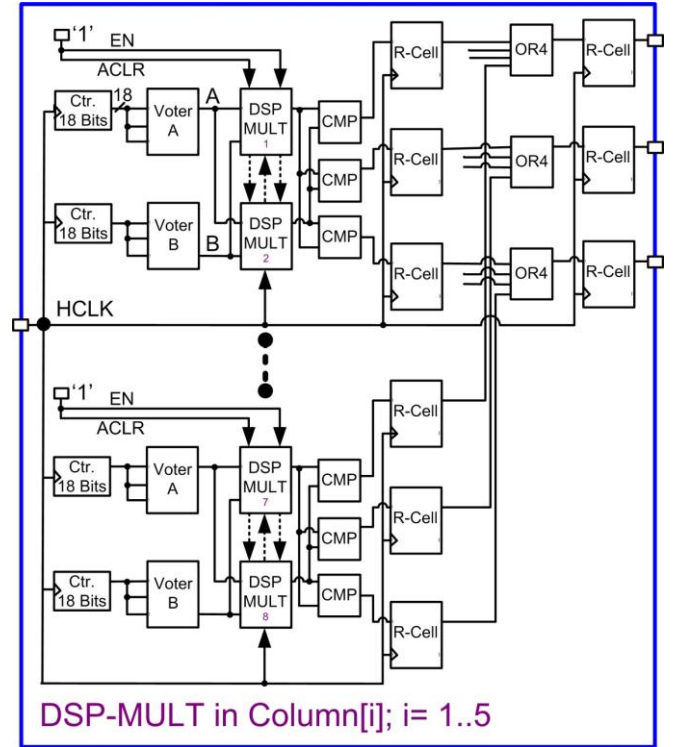 ‘1’
EN
ACLR
Ctr.
18 Bits
18
Voter
A
A
DSP
MULT
1
CMP
R-Cell
OR4
R-Cell
CMP
R-Cell
OR4
R-Cell
Ctr.
18 Bits
Voter
B
B
DSP
MULT
2
CMP
R-Cell
OR4
R-Cell
HCLK
‘1’
EN
ACLR
Ctr.
18 Bits
Voter
A
DSP
MULT
7
CMP
R-Cell
CMP
R-Cell
Ctr.
18 Bits
Voter
B
DSP
MULT
8
CMP
R-Cell
DSP-MULT in Column[i]; i= 1..5